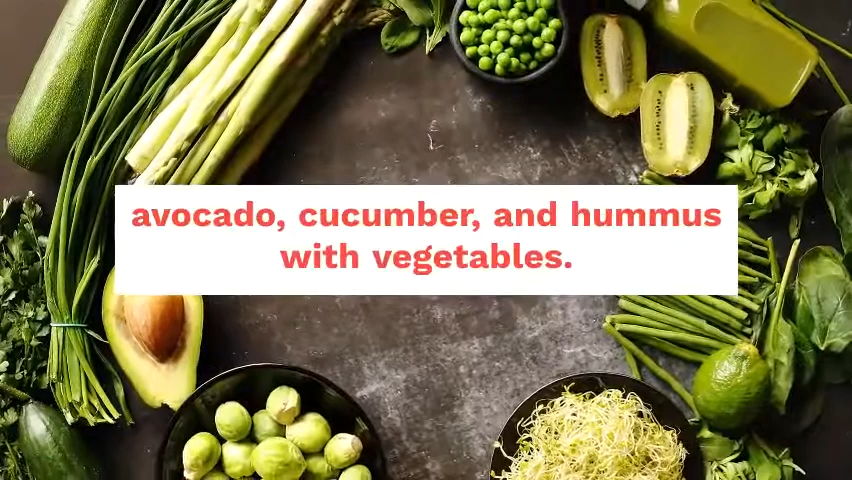 avocado, cucumber, and hummus
with vegetables.